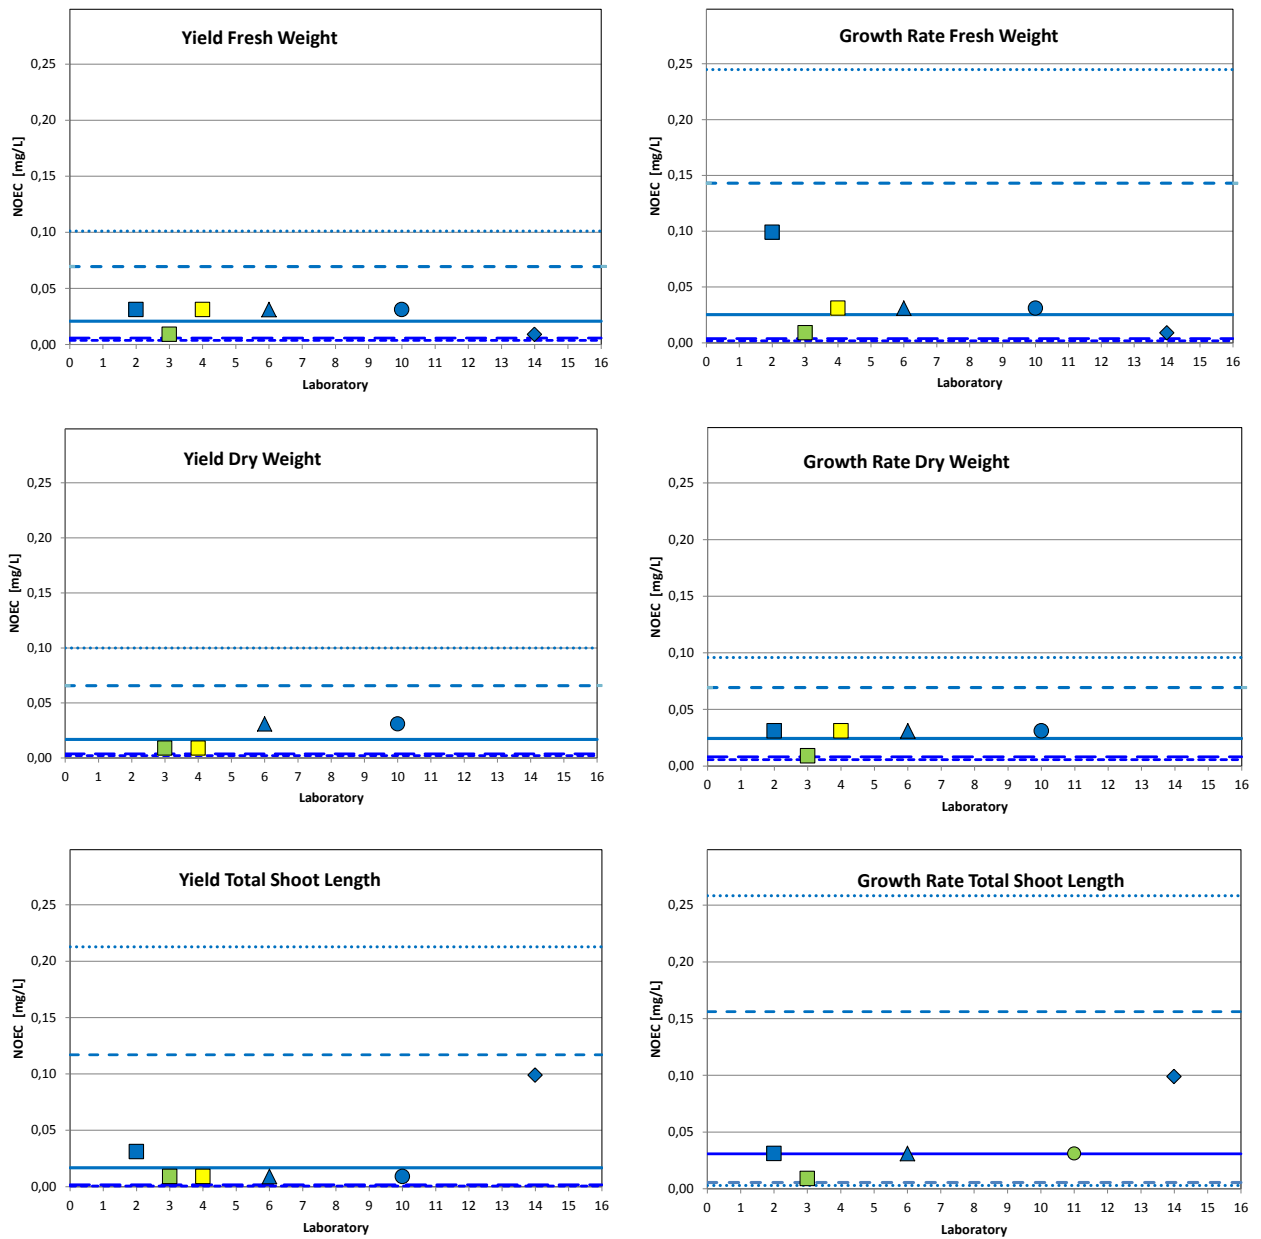 Yield Fresh Weight
0,25
0,20
0,15
0,10
0,05
0,00
NOEC [mg/L]
0 1 2 3 4 5 6 7 8 9 10 11 12 13 14 15 16
Laboratory
Growth Rate Fresh Weight
0,25
0,20
0,15
0,10
0,05
0,00
NOEC [mg/L]
0 1 2 3 4 5 6 7 8 9 10 11 12 13 14 15 16
Laboratory
Yield Dry Weight
0,25
0,20
0,15
0,10
0,05
0,00
NOEC [mg/L]
0 1 2 3 4 5 6 7 8 9 10 11 12 13 14 15 16
Laboratory
Growth Rate Dry Weight
0,25
0,20
0,15
0,10
0,05
0,00
NOEC [mg/L]
0 1 2 3 4 5 6 7 8 9 10 11 12 13 14 15 16
Laboratory
Yield Total Shoot Length
0,25
0,20
0,15
0,10
0,05
0,00
NOEC [mg/L]
0 1 2 3 4 5 6 7 8 9 10 11 12 13 14 15 16
Laboratory
Growth Rate Total Shoot Length
0,25
0,20
0,15
0,10
0,05
0,00
NOEC [mg/L]
0 1 2 3 4 5 6 7 8 9 10 11 12 13 14 15 16
Laboratory